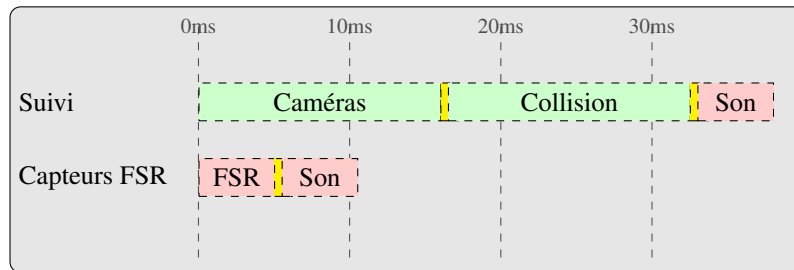 0ms 10ms 20ms 30ms
Suivi Caméras Collision Son
Capteurs FSR FSR Son